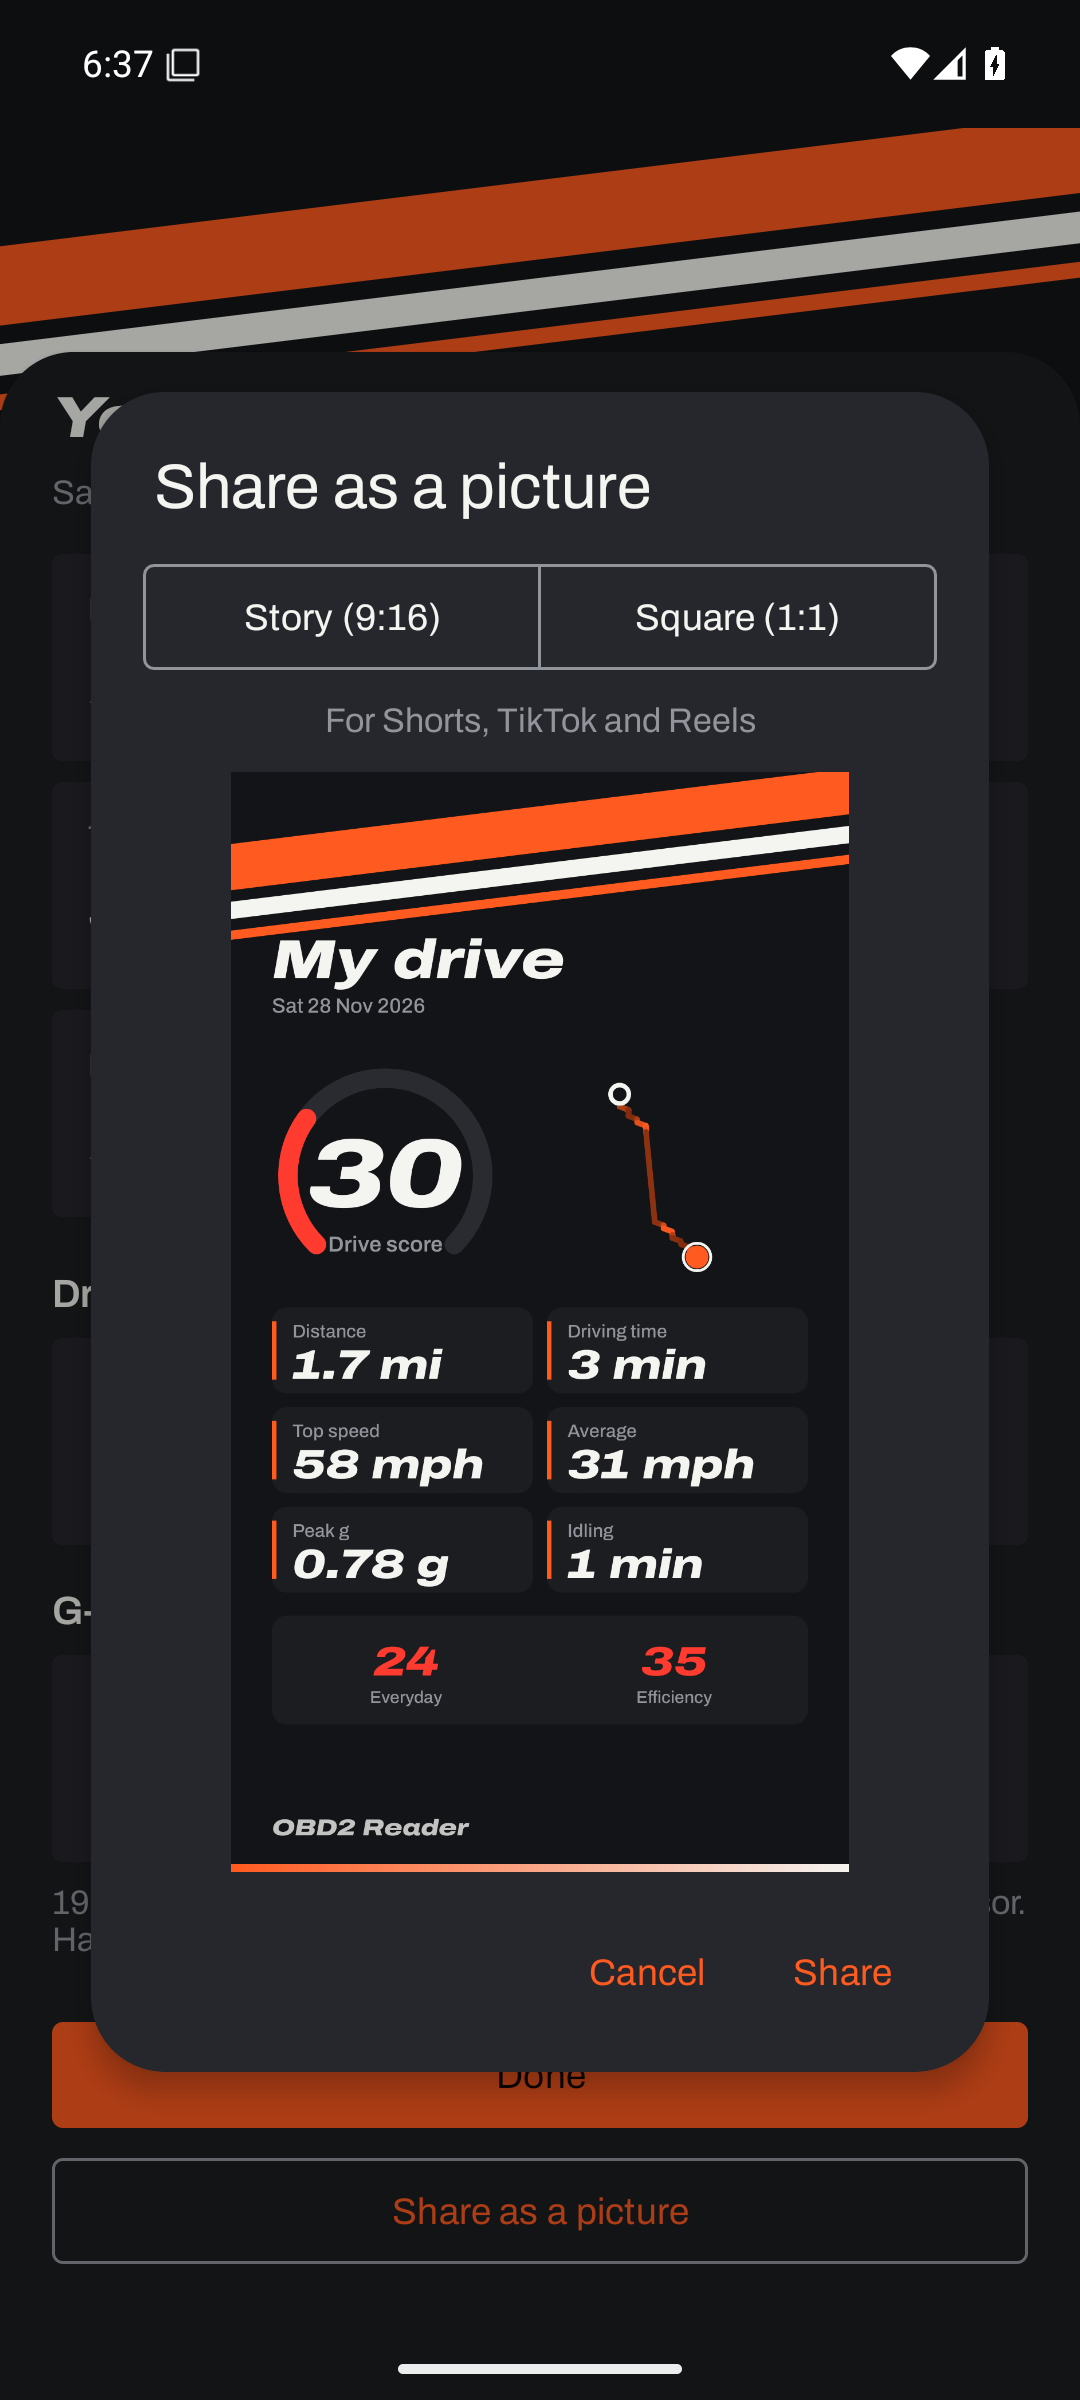 6:37
Share as a picture
Story (9:16) Square (1:1)
For Shorts, TikTok and Reels
My drive
Sat 28 Nov 2026
30
Drive score
Distance Driving time
1.7 mi 3 min
Top speed Average
58 mph 31 mph
Peak g Idling
0.78 g 1 min
24 35
Everyday Efficiency
OBD2 Reader
Cancel Share
Done
Share as a picture